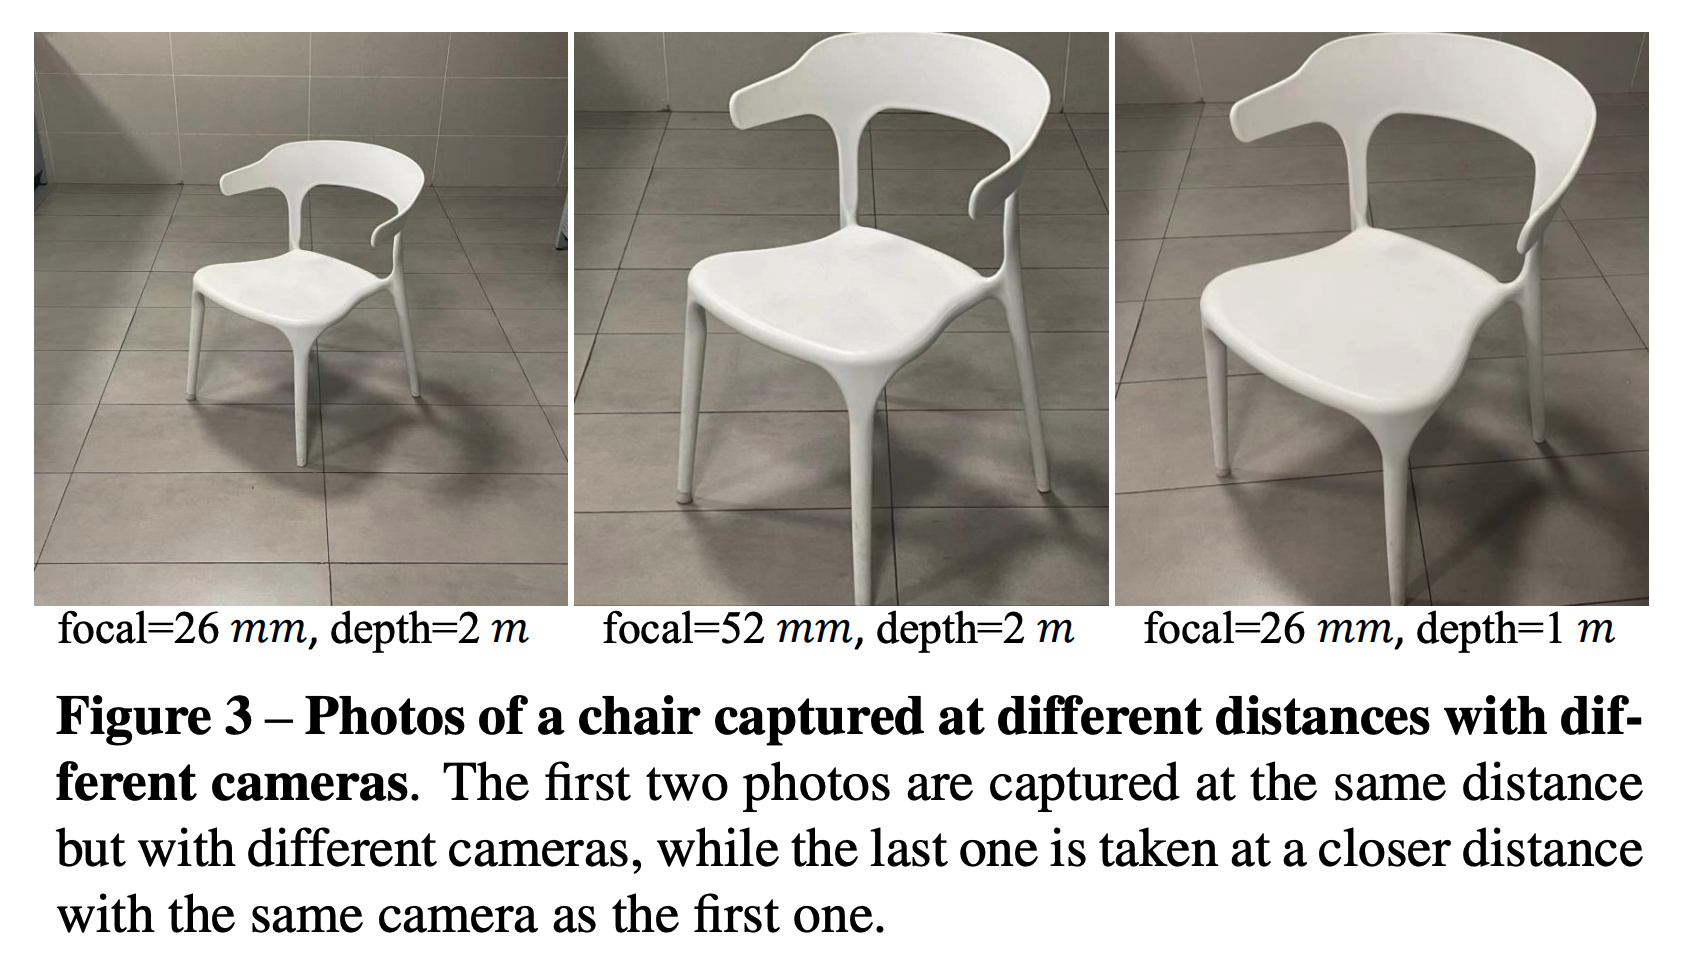 focal=26 mm, depth=2 m
focal=52 mm, depth=2 m
focal=26 mm, depth=1 m
Figure 3 – Photos of a chair captured at different distances with dif-
ferent cameras. The first two photos are captured at the same distance
but with different cameras, while the last one is taken at a closer distance
with the same camera as the first one.